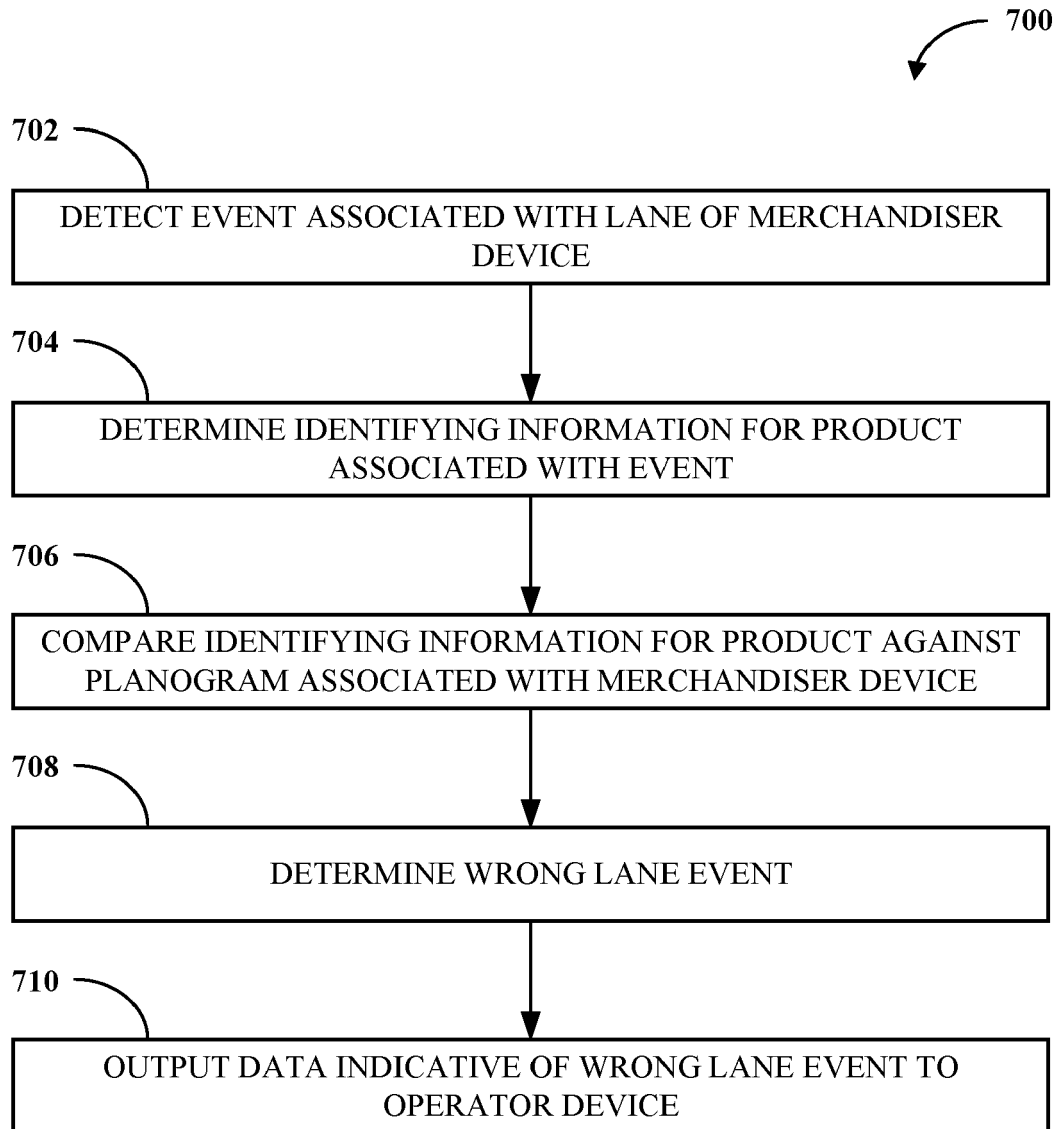 700
702
DETECT EVENT ASSOCIATED WITH LANE OF MERCHANDISER
DEVICE
704
DETERMINE IDENTIFYING INFORMATION FOR PRODUCT
ASSOCIATED WITH EVENT
706
COMPARE IDENTIFYING INFORMATION FOR PRODUCT AGAINST
PLANOGRAM ASSOCIATED WITH MERCHANDISER DEVICE
708
DETERMINE WRONG LANE EVENT
710
OUTPUT DATA INDICATIVE OF WRONG LANE EVENT TO
OPERATOR DEVICE